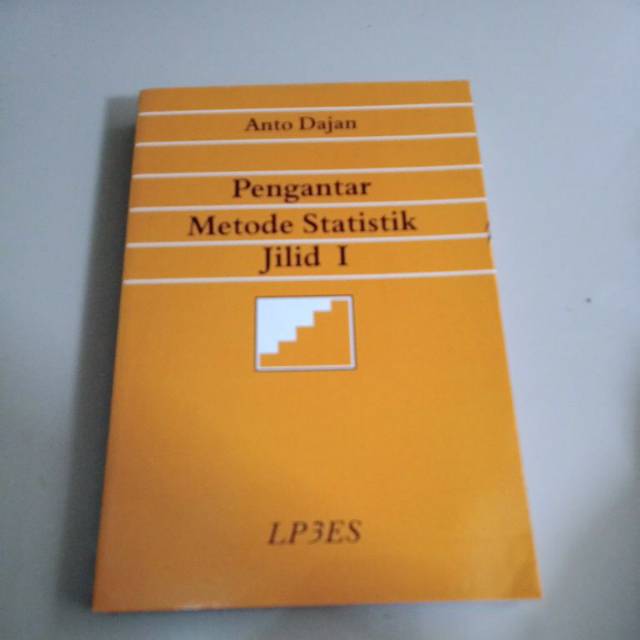 Anto Dajan
Pengantar
Metode Statistik
Jilid I
LP3ES